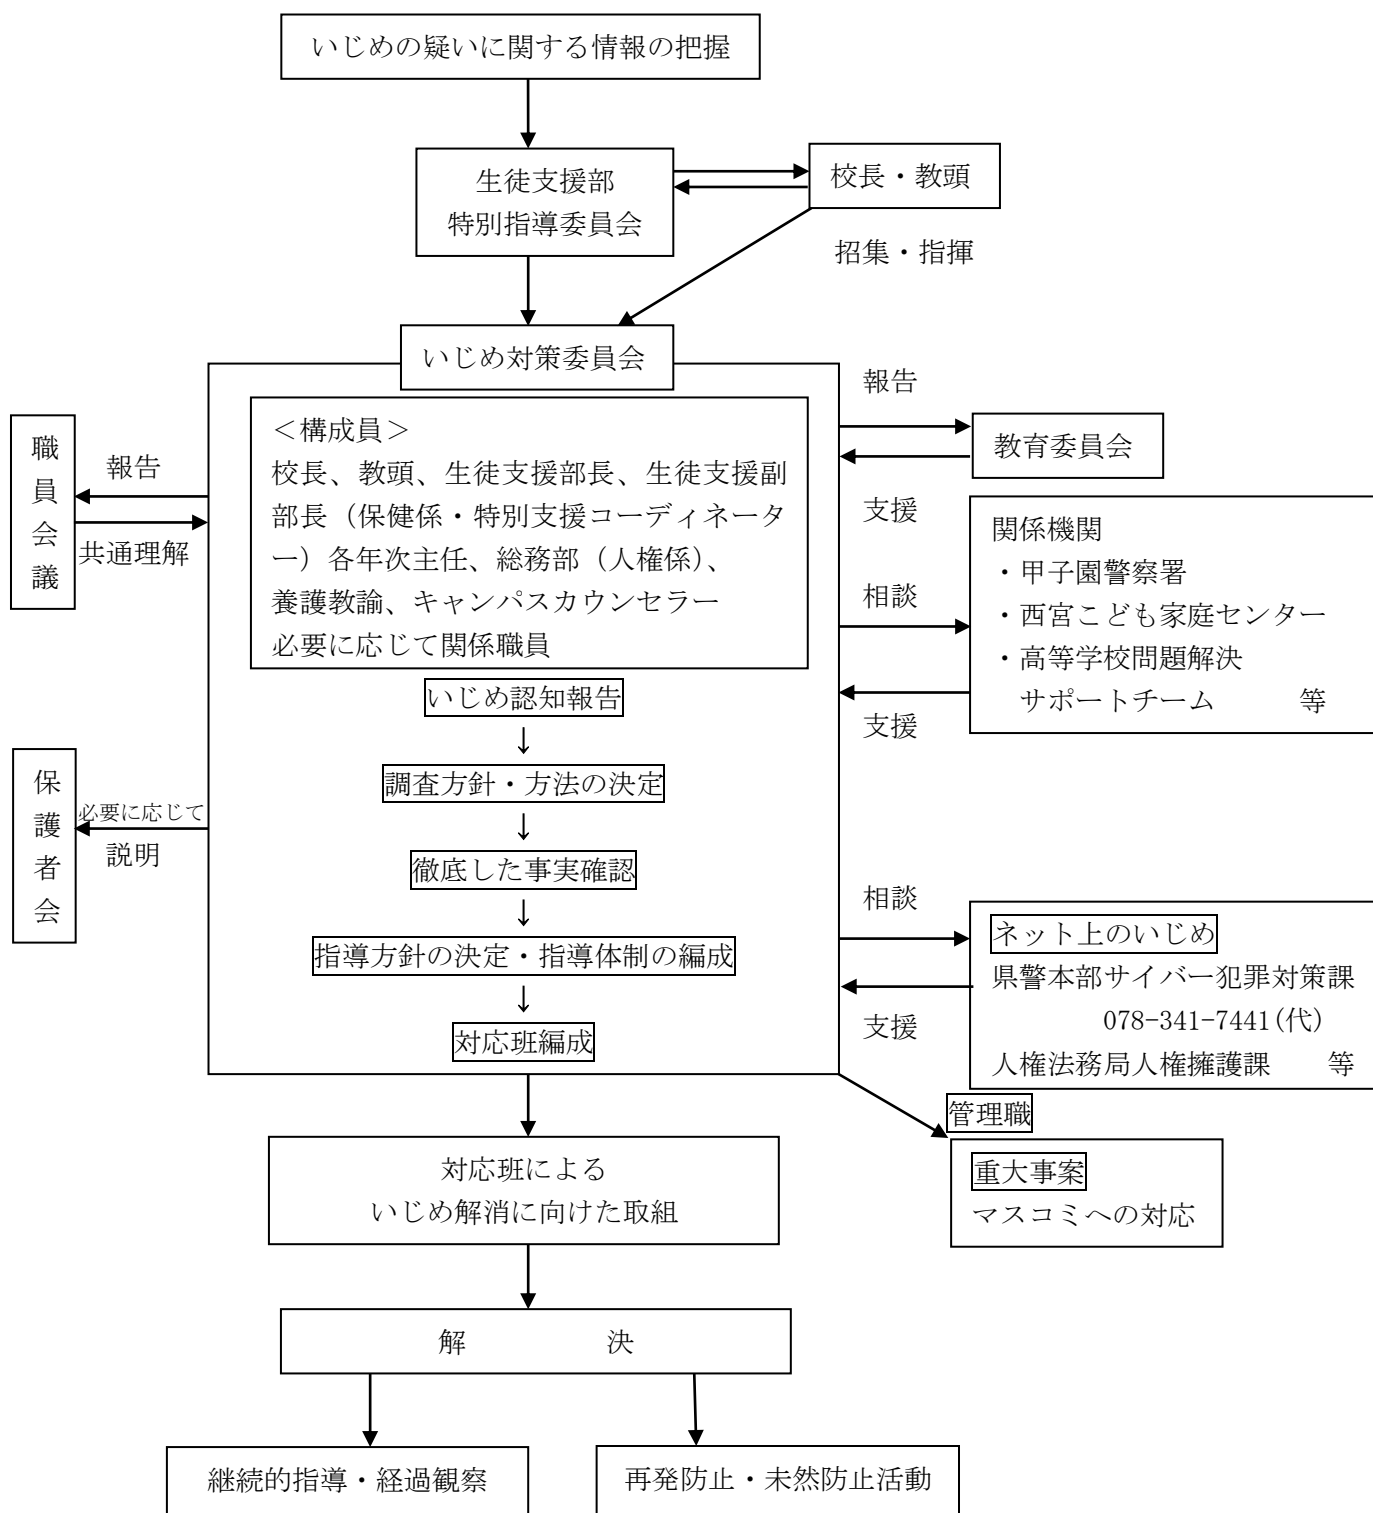 いじめの疑いに関する情報の把握
生徒支援部
特別指導委員会
校長・教頭
招集・指揮
いじめ対策委員会
＜構成員＞
校長、教頭、生徒支援部長、生徒支援副
部長（保健係・特別支援コーディネータ
ー）各年次主任、総務部（人権係）、
養護教諭、キャンパスカウンセラー
必要に応じて関係職員
いじめ認知報告
↓
調査方針・方法の決定
↓
徹底した事実確認
↓
指導方針の決定・指導体制の編成
↓
対応班編成
職員会議
報告
共通理解
保護者会
必要に応じて
説明
報告
教育委員会
支援
関係機関
・甲子園警察署
・西宮こども家庭センター
・高等学校問題解決
サポートチーム　　　等
相談
支援
相談
ネット上のいじめ
県警本部サイバー犯罪対策課
078-341-7441(代)
人権法務局人権擁護課　　等
支援
管理職
重大事案
マスコミへの対応
対応班による
いじめ解消に向けた取組
解　　　　　決
継続的指導・経過観察
再発防止・未然防止活動